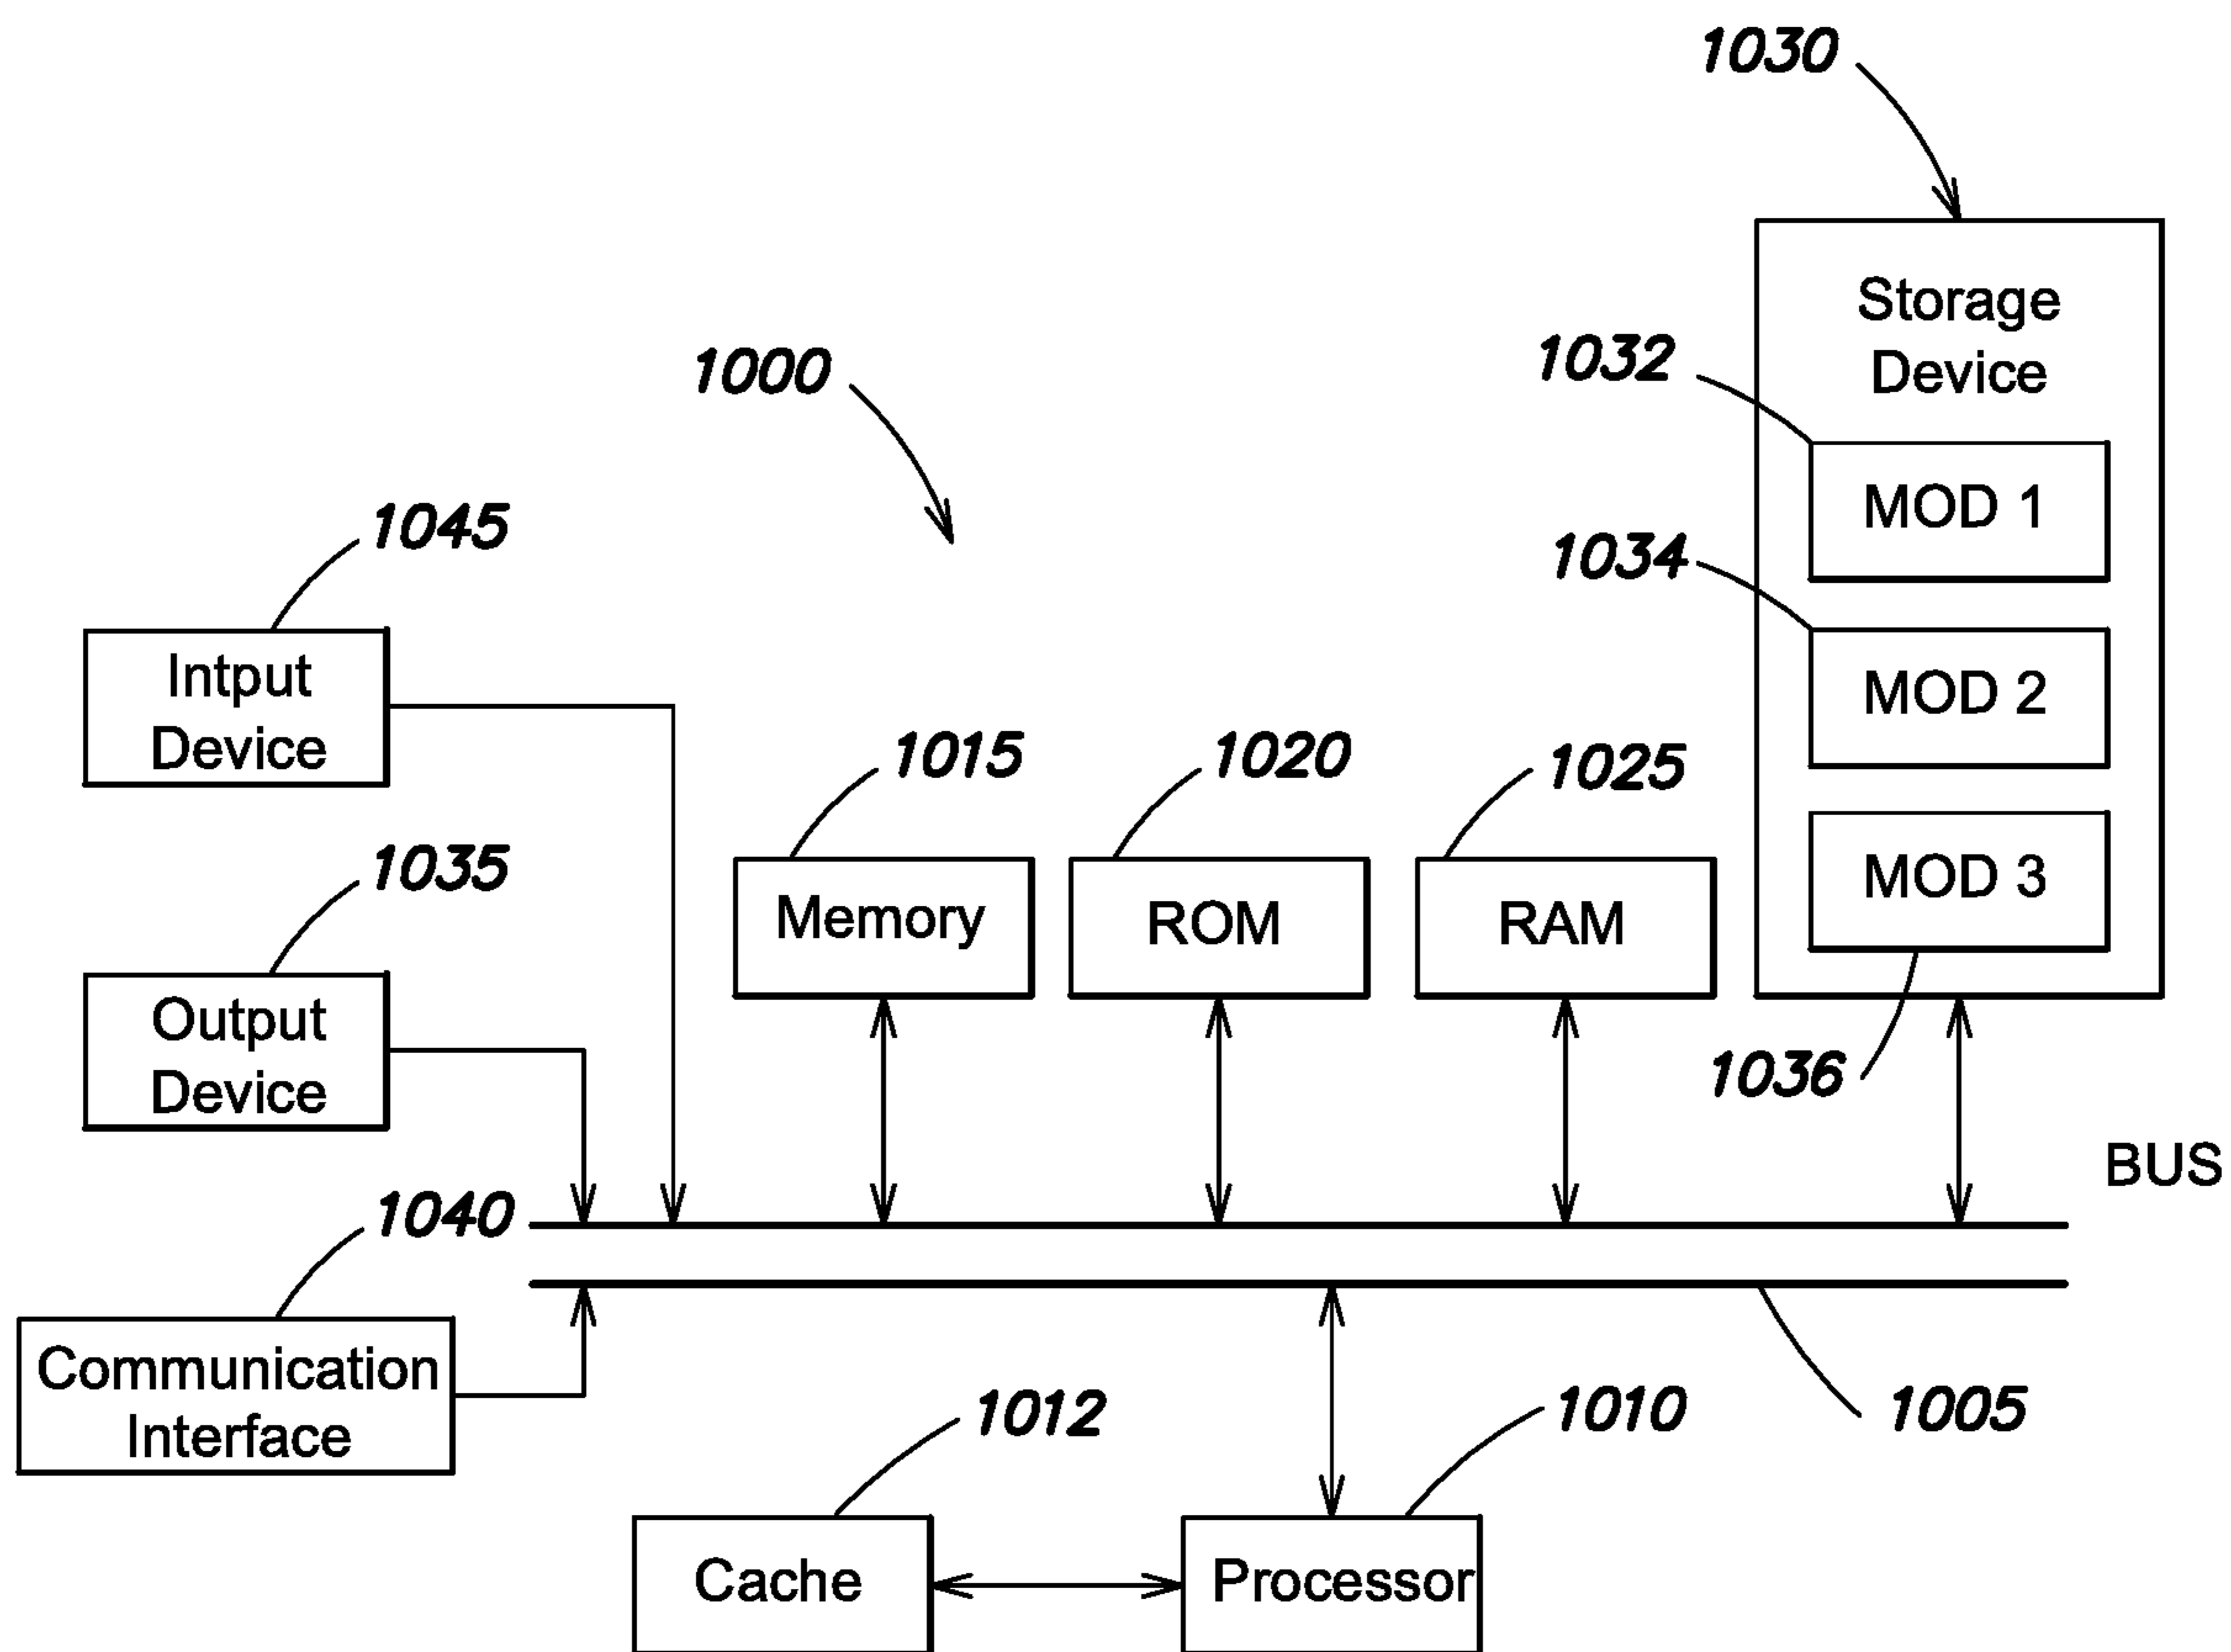 1030
Storage
Device
1032
1000
MOD 1
1045
1034
Intput
Device
MOD 2
1015
1020
1025
1035
MOD 3
Memory
ROM
RAM
Output
Device
1036
BUS
1040
Communication
Interface
1012
1010
1005
Cache
Processor